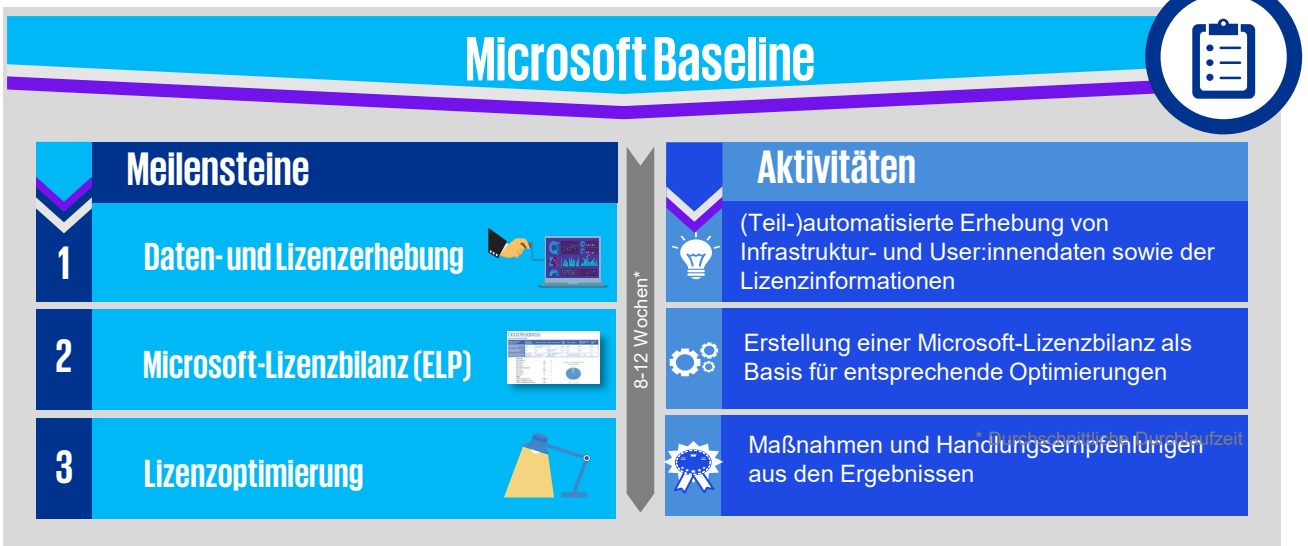 Microsoft Baseline
Meilensteine
1
Daten- und Lizenzerhebung
2
Microsoft-Lizenzbilanz (ELP)
Cloud Readiness
3
Lizenzoptimierung
8-12 Wochen*
Aktivitäten
(Teil-)automatisierte Erhebung von
Infrastruktur- und User:innendaten sowie der
Lizenzinformationen
Erstellung einer Microsoft-Lizenzbilanz als
Basis für entsprechende Optimierungen
Maßnahmen und Handlungsempfehlungen
aus den Ergebnissen
* Durchschnittliche Durchlaufzeit